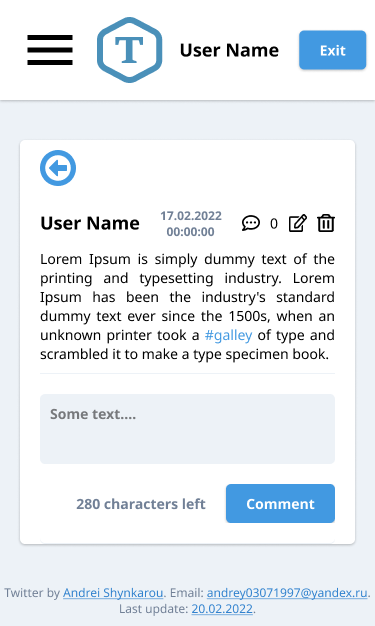 T
User Name
Exit
User Name
17.02.2022
00:00:00
0
Lorem Ipsum is simply dummy text of the
printing and typesetting industry. Lorem
Ipsum has been the industry's standard
dummy text ever since the 1500s, when an
unknown printer took a #galley of type and
scrambled it to make a type specimen book.
Some text....
280 characters left
Comment
Twitter by Andrei Shynkarou. Email: andrey03071997@yandex.ru.
Last update: 20.02.2022.